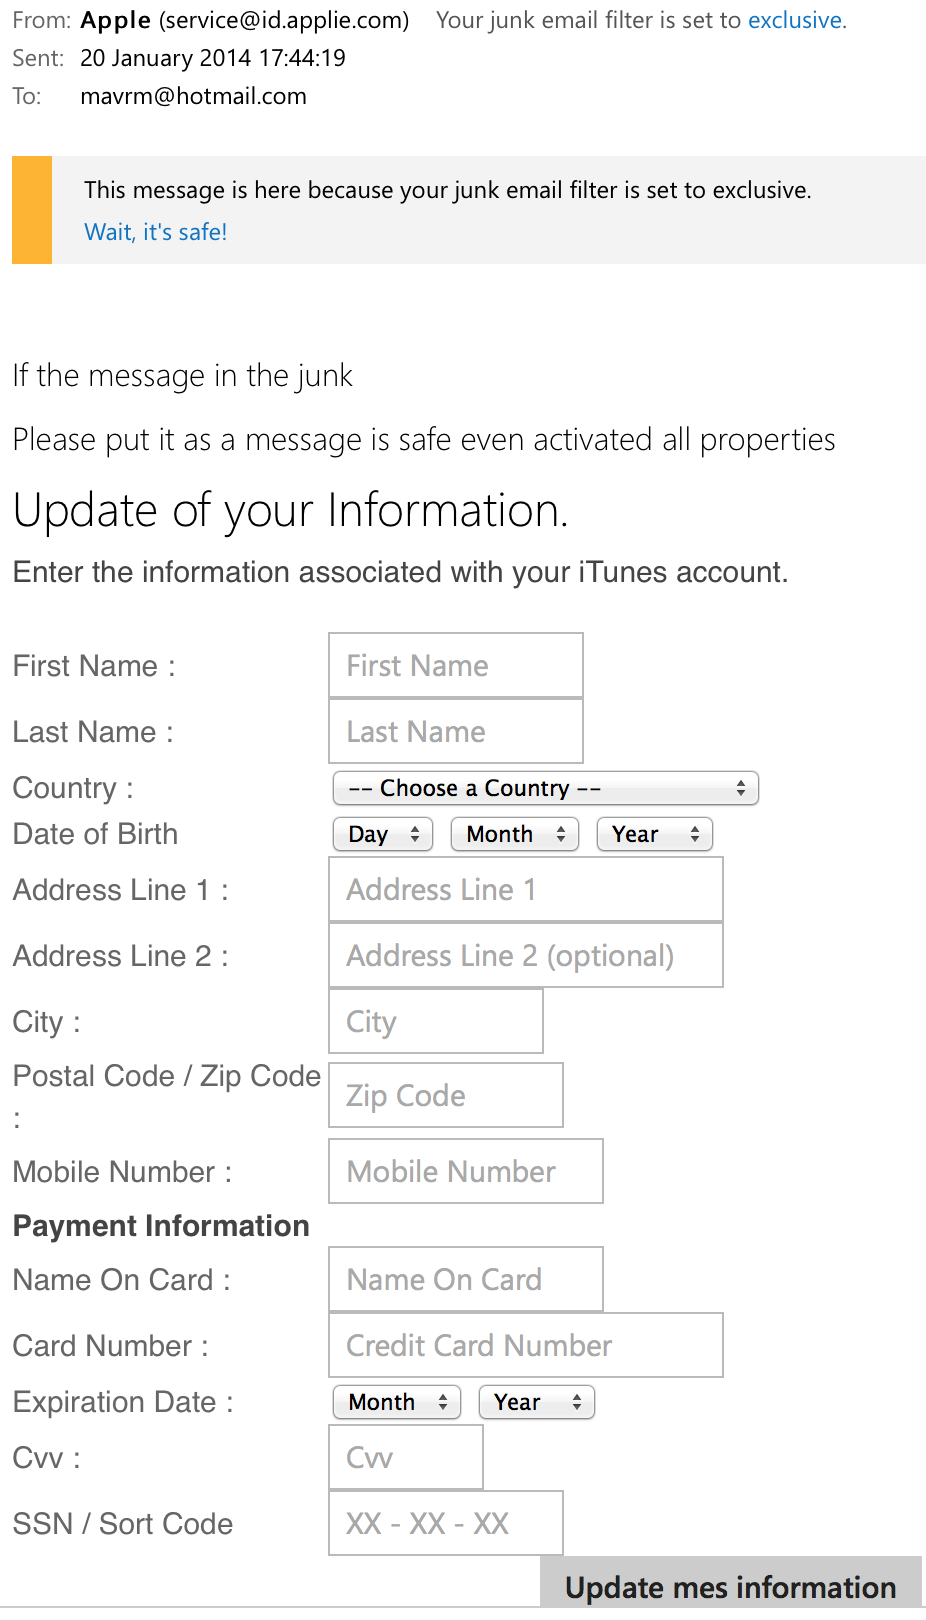 From: Apple (service@id.applie.com) Your junk email filter is set to exclusive.
Sent: 20 January 2014 17:44:19
To: mavrm@hotmail.com
This message is here because your junk email filter is set to exclusive.
Wait, it's safe!
If the message in the junk
Please put it as a message is safe even activated all properties
Update of your Information.
Enter the information associated with your iTunes account.
First Name : First Name
Last Name : Last Name
Country : -- Choose a Country --
Date of Birth Day Month Year
Address Line 1 : Address Line 1
Address Line 2 : Address Line 2 (optional)
City : City
Postal Code / Zip Code Zip Code
:
Mobile Number : Mobile Number
Payment Information
Name On Card : Name On Card
Card Number : Credit Card Number
Expiration Date : Month Year
Cvv : Cvv
SSN / Sort Code XX - XX - XX
Update mes information